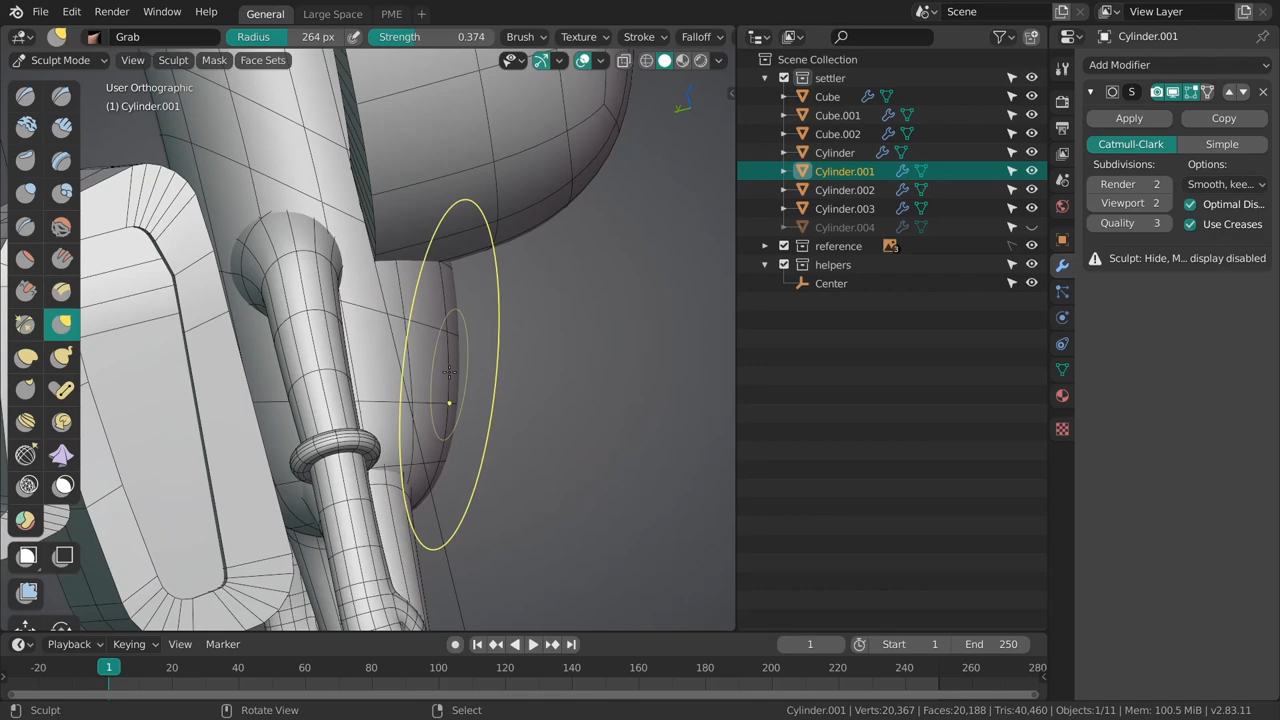 File Edit Render Window Help General Large Space PME + Scene View Layer
Grab Radius 264 px Strength 0.374 Brush Texture Stroke Falloff
Sculpt Mode View Sculpt Mask Face Sets
User Orthographic
(1) Cylinder.001
Y
Scene Collection
settler
Cube
Cube.001
Cube.002
Cylinder
Cylinder.001
Cylinder.002
Cylinder.003
Cylinder.004
reference 3
helpers
Center
Cylinder.001
Add Modifier
S
Apply Copy
Catmull-Clark Simple
Subdivisions: Options:
Render 2 Smooth, kee...
Viewport 2 Optimal Dis...
Quality 3 Use Creases
Sculpt: Hide, M... display disabled
Playback Keying View Marker 1 Start 1 End 250
-20 1 20 40 60 80 100 120 140 160 180 200 220 240 260 280
Sculpt Rotate View Select Cylinder.001 | Verts:20,367 | Faces:20,188 | Tris:40,460 | Objects:1/11 | Mem: 100.5 MiB | v2.83.11